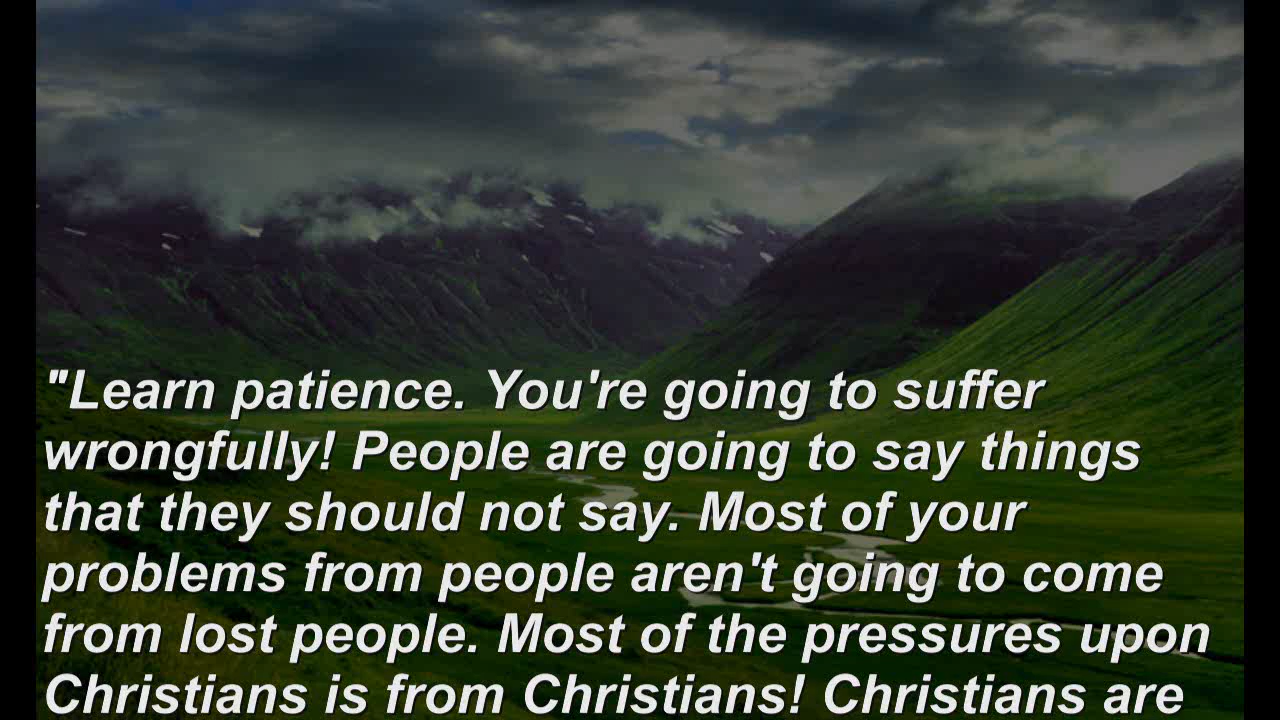 "Learn patience. You're going to suffer
wrongfully! People are going to say things
that they should not say. Most of your
problems from people aren't going to come
from lost people. Most of the pressures upon
Christians is from Christians! Christians are